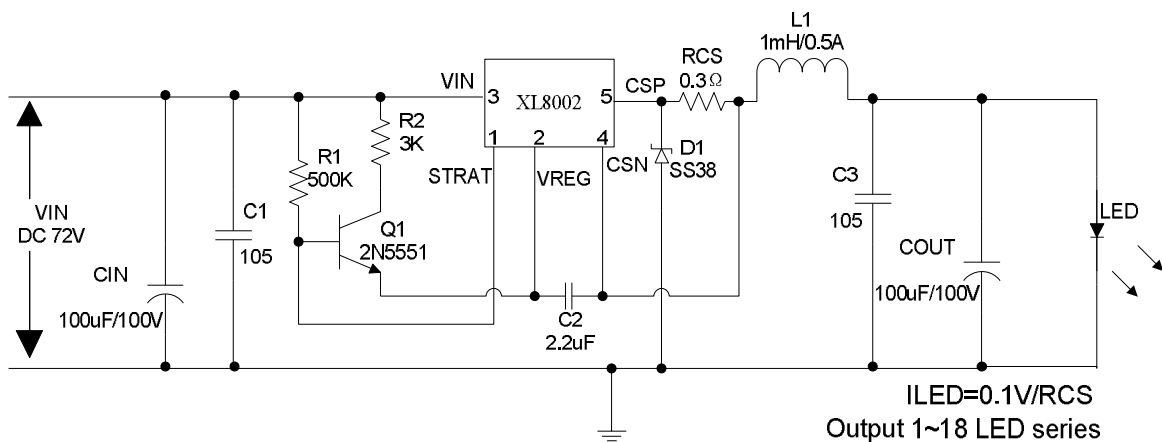 L1
1mH/0.5A
RCS
0.3Ω
VIN
CSP
3
XL8002
5
1
2
4
R2
3K
D1
SS38
R1
500K
STRAT
VREG
CSN
C3
105
VIN
DC 72V
C1
105
Q1
2N5551
LED
COUT
100uF/100V
CIN
100uF/100V
C2
2.2uF
ILED=0.1V/RCS
Output 1~18 LED series